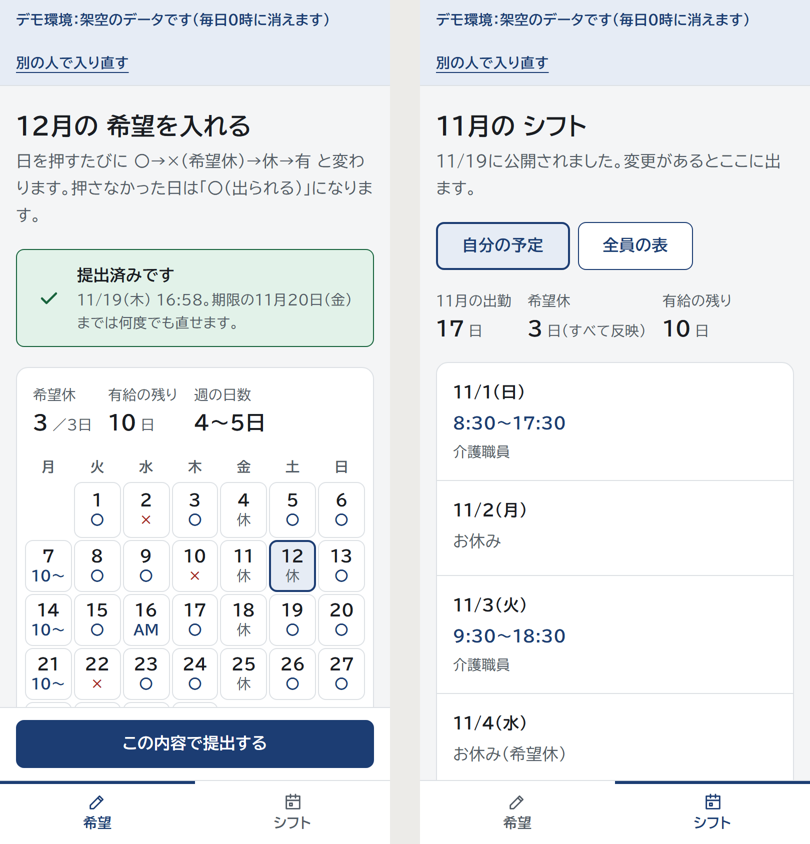 デモ環境：架空のデータです（毎日0時に消えます）
別の人で入り直す
12月の 希望を入れる
日を押すたびに 〇→×（希望休）→休→有 と変わ
ります。押さなかった日は「〇（出られる）」になりま
す。
提出済みです
11/19（木） 16:58。期限の11月20日（金）
までは何度でも直せます。
希望休 有給の残り 週の日数
3 ／3日 10 日 4〜5日
月 火 水 木 金 土 日
1 2 3 4 5 6
〇 × 〇 休 〇 〇
7 8 9 10 11 12 13
10〜 〇 〇 × 休 休 〇
14 15 16 17 18 19 20
10〜 〇 AM 〇 休 〇 〇
21 22 23 24 25 26 27
10〜 × 〇 〇 休 〇 〇
この内容で提出する
希望 シフト
デモ環境：架空のデータです（毎日0時に消えます）
別の人で入り直す
11月の シフト
11/19に公開されました。変更があるとここに出
ます。
自分の予定 全員の表
11月の出勤 希望休 有給の残り
17 日 3 日（すべて反映） 10 日
11/1（日）
8:30〜17:30
介護職員
11/2（月）
お休み
11/3（火）
9:30〜18:30
介護職員
11/4（水）
お休み（希望休）
希望 シフト